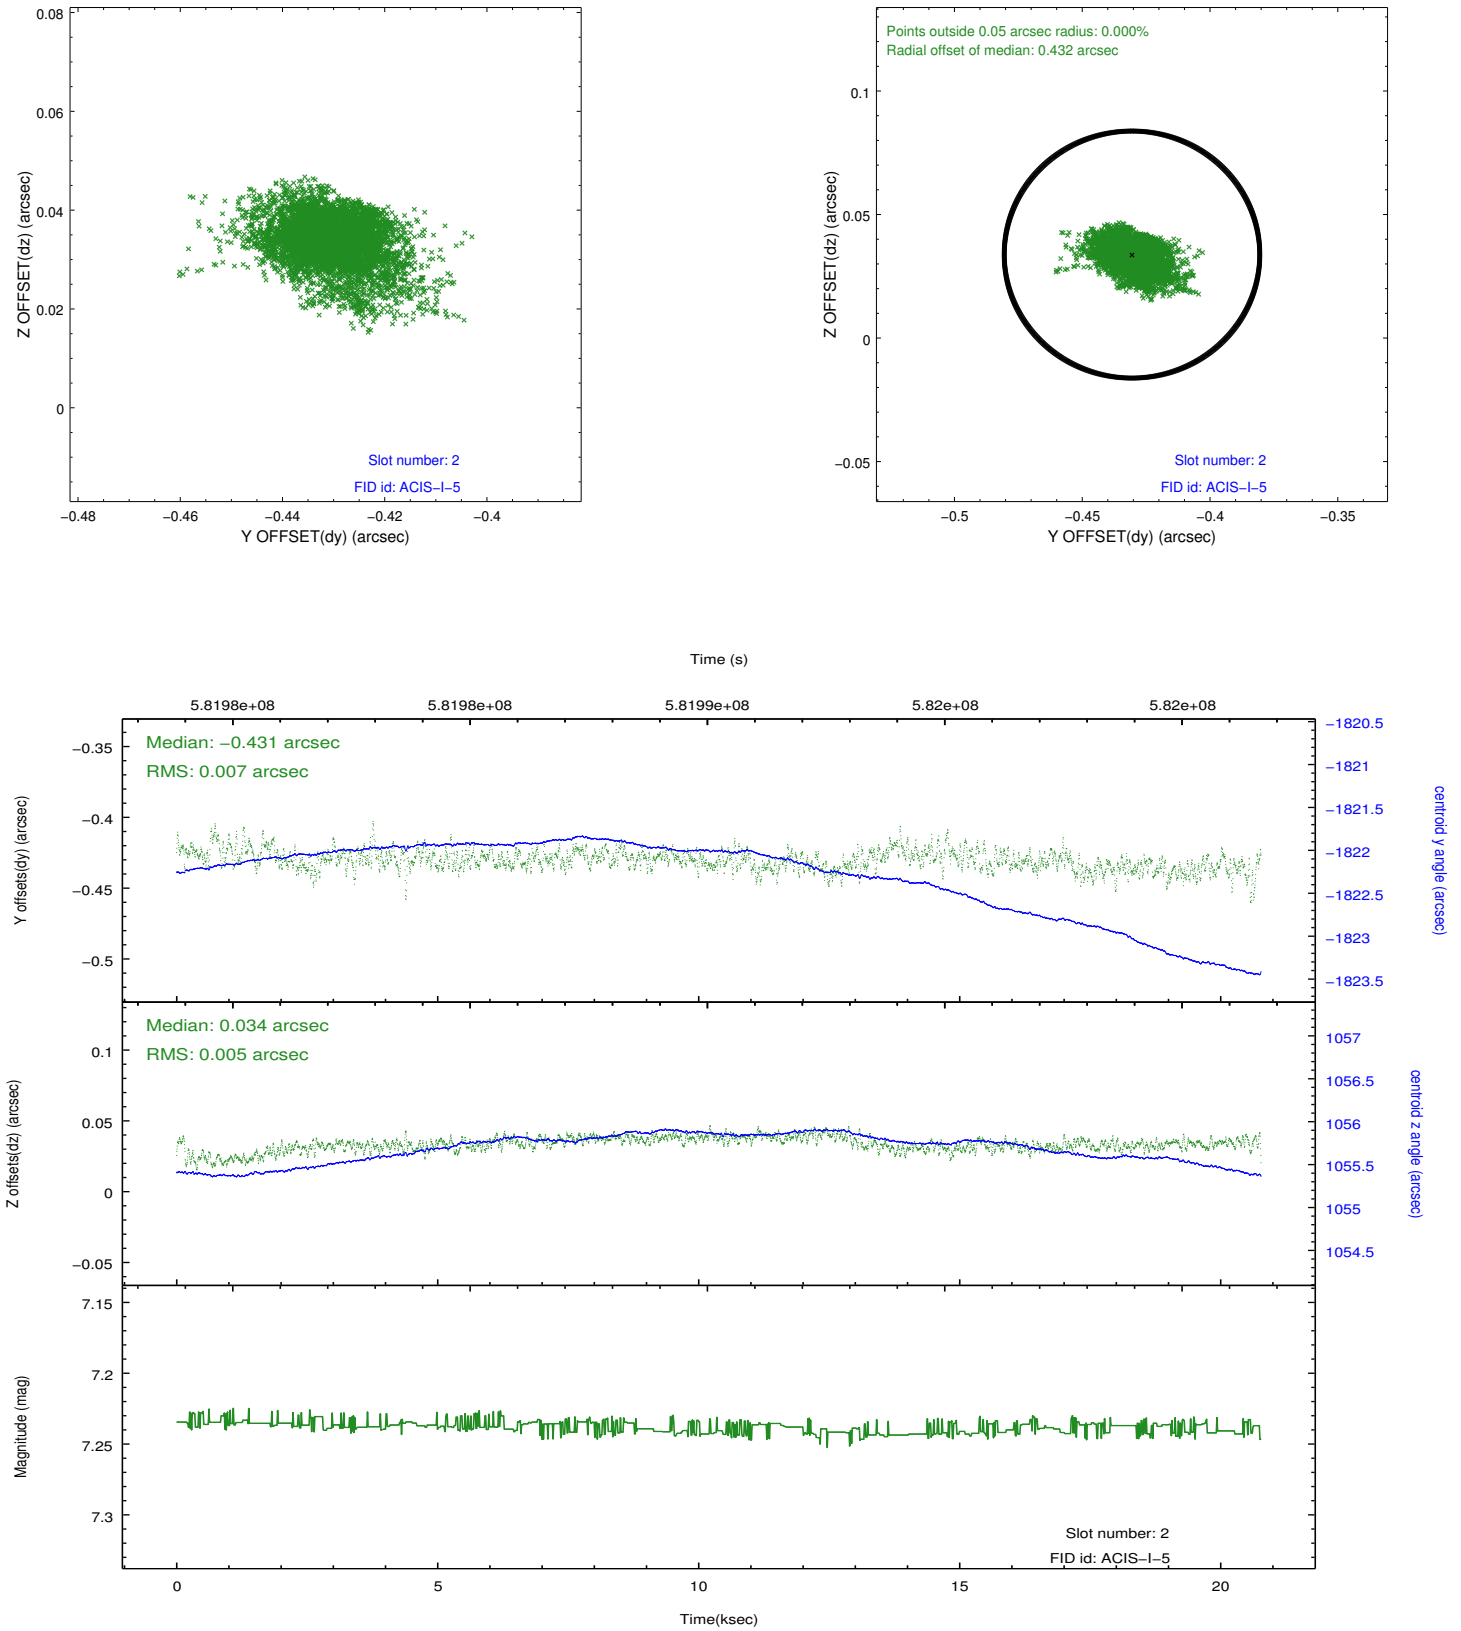 0.08
0.06
0.04
0.02
0
Z OFFSET(dz) (arcsec)
Slot number: 2
FID id: ACIS−I−5
−0.48 −0.46 −0.44 −0.42 −0.4
Y OFFSET(dy) (arcsec)
Points outside 0.05 arcsec radius: 0.000%
Radial offset of median: 0.432 arcsec
0.1
0.05
0
−0.05
Z OFFSET(dz) (arcsec)
Slot number: 2
FID id: ACIS−I−5
−0.5 −0.45 −0.4 −0.35
Y OFFSET(dy) (arcsec)
Time (s)
5.8198e+08 5.8198e+08 5.8199e+08 5.82e+08 5.82e+08
Median: −0.431 arcsec
RMS: 0.007 arcsec
−0.35
−0.4
−0.45
−0.5
Y offsets(dy) (arcsec)
−1820.5
−1821
−1821.5
−1822
−1822.5
−1823
−1823.5
centroid y angle (arcsec)
Median: 0.034 arcsec
RMS: 0.005 arcsec
0.1
0.05
0
−0.05
Z offsets(dz) (arcsec)
1057
1056.5
1056
1055.5
1055
1054.5
centroid z angle (arcsec)
7.15
7.2
7.25
7.3
Magnitude (mag)
Slot number: 2
FID id: ACIS−I−5
0 5 10 15 20
Time(ksec)